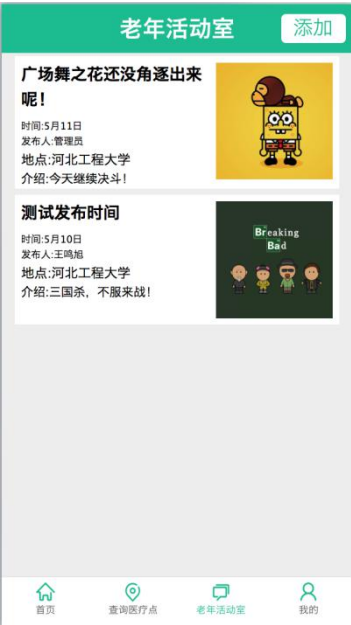 老年活动室
添加
广场舞之花还没角逐出来
呢！
时间:5月11日
发布人:管理员
地点:河北工程大学
介绍:今天继续决斗！
测试发布时间
时间:5月10日
发布人:王鸣旭
地点:河北工程大学
介绍:三国杀，不服来战！
Breaking
Bad
首页
查询医疗点
老年活动室
我的